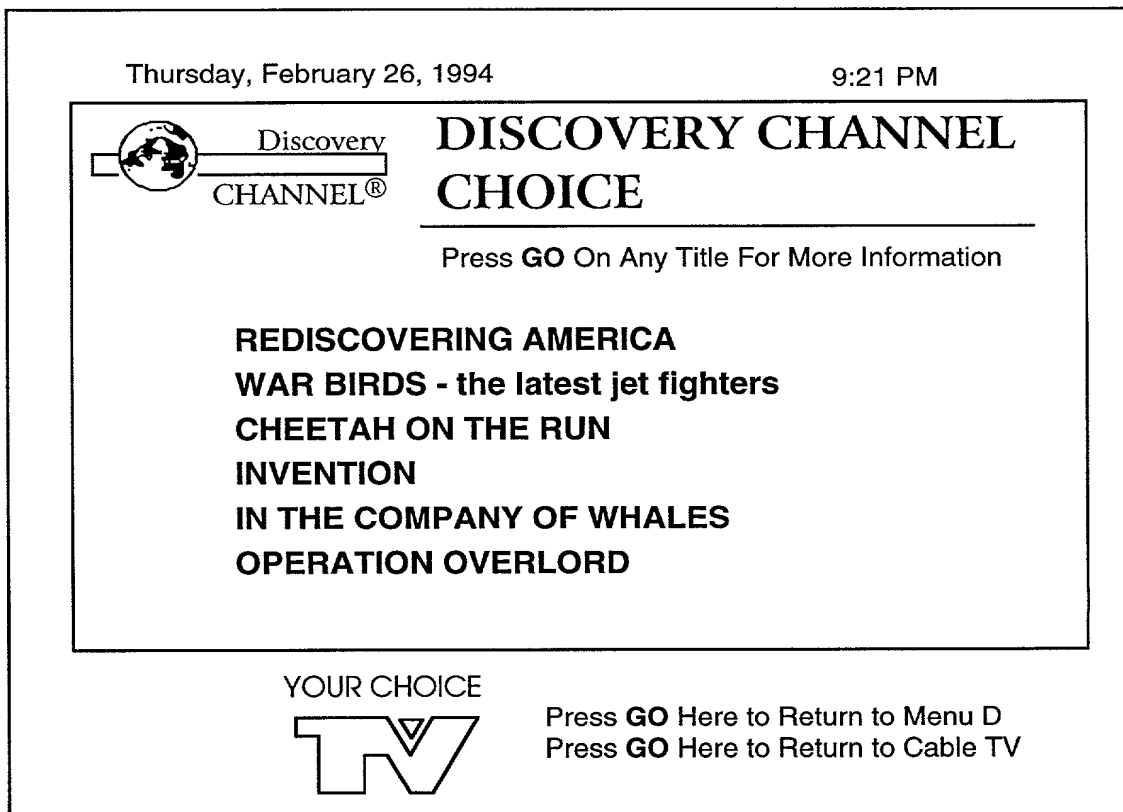 Thursday, February 26, 1994 9:21 PM
Discovery
CHANNEL®
DISCOVERY CHANNEL
CHOICE
Press GO On Any Title For More Information
REDISCOVERING AMERICA
WAR BIRDS - the latest jet fighters
CHEETAH ON THE RUN
INVENTION
IN THE COMPANY OF WHALES
OPERATION OVERLORD
YOUR CHOICE
TV
Press GO Here to Return to Menu D
Press GO Here to Return to Cable TV